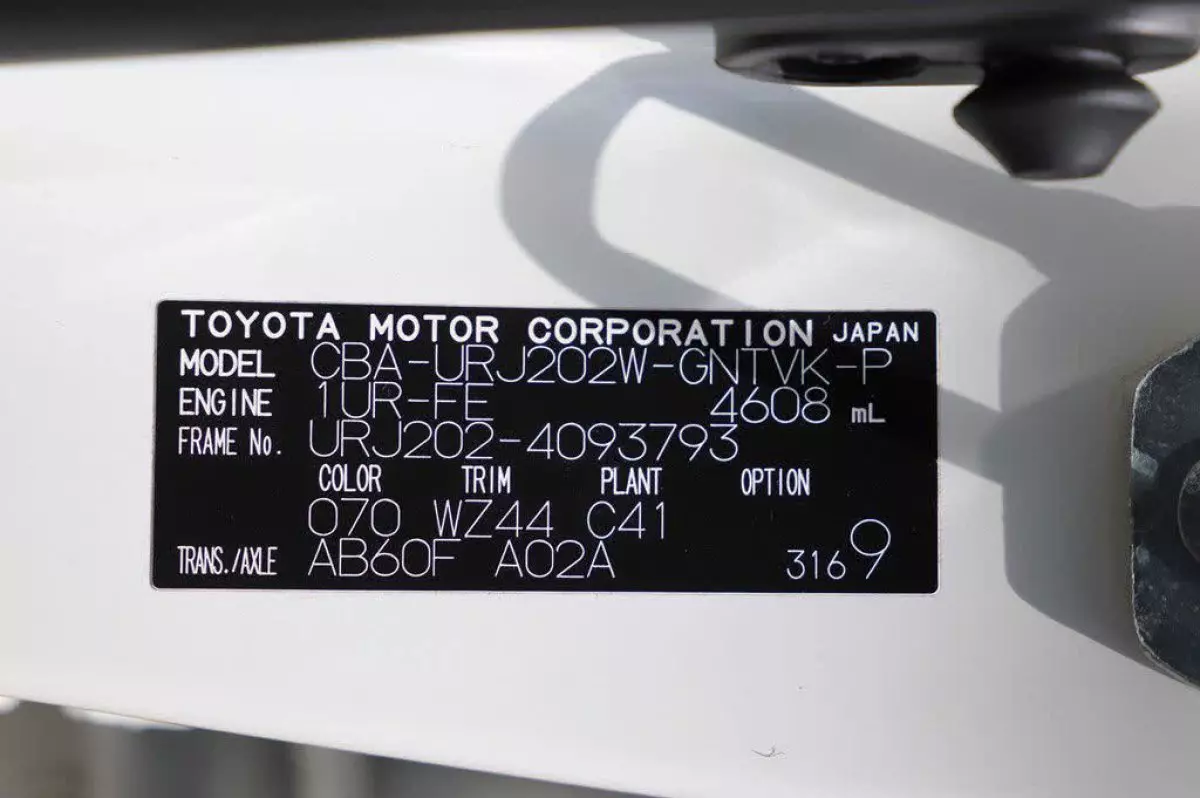 TOYOTA MOTOR CORPORATION JAPAN
MODEL CBA-URJ202W-GNTVK-P
ENGINE 1UR-FE 4608 mL
FRAME No. URJ202-4093793
COLOR TRIM PLANT OPTION
070 WZ44 C41
TRANS./AXLE AB60F A02A 3169